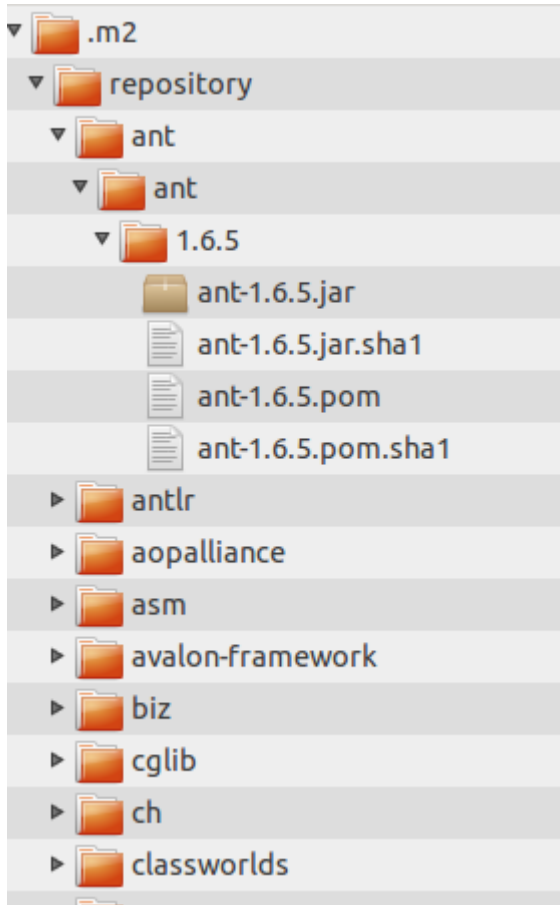 .m2
repository
ant
ant
1.6.5
ant-1.6.5.jar
ant-1.6.5.jar.sha1
ant-1.6.5.pom
ant-1.6.5.pom.sha1
antlr
aopalliance
asm
avalon-framework
biz
cglib
ch
classworlds